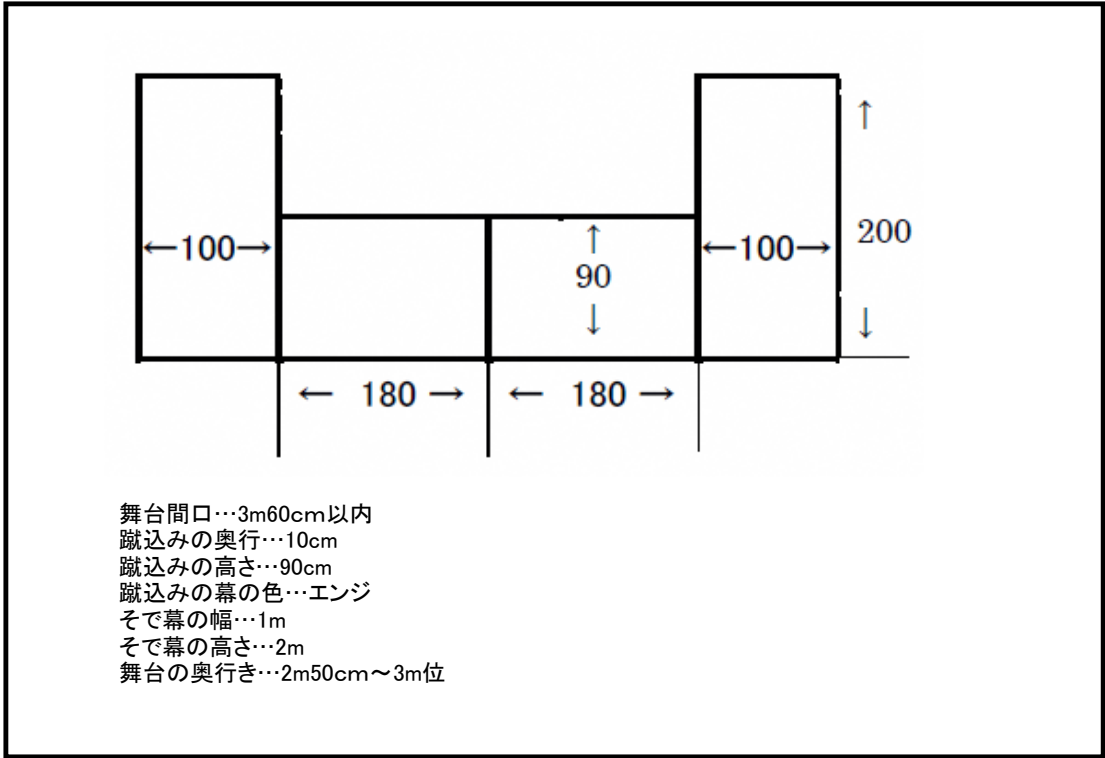 ↑
200
↓
←100→
↑
90
↓
←100→
← 180 →
← 180 →
舞台間口…3m60cm以内
蹴込みの奥行…10cm
蹴込みの高さ…90cm
蹴込みの幕の色…エンジ
そで幕の幅…1m
そで幕の高さ…2m
舞台の奥行き…2m50cm～3m位